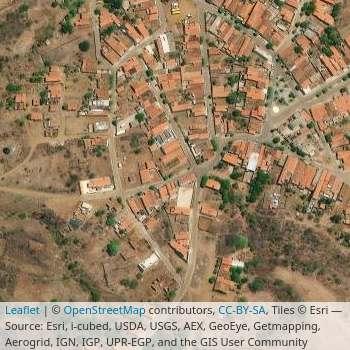 Leaflet | © OpenStreetMap contributors, CC-BY-SA, Tiles © Esri —
Source: Esri, i-cubed, USDA, USGS, AEX, GeoEye, Getmapping,
Aerogrid, IGN, IGP, UPR-EGP, and the GIS User Community